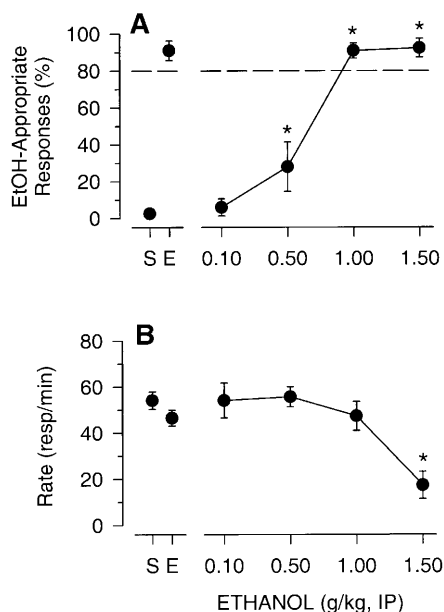 A
EtOH-Appropriate
Responses (%)
100
80
60
40
20
0
*
*
*
S E 0.10 0.50 1.00 1.50
B
Rate (resp/min)
80
60
40
20
0
*
S E 0.10 0.50 1.00 1.50
ETHANOL (g/kg, IP)